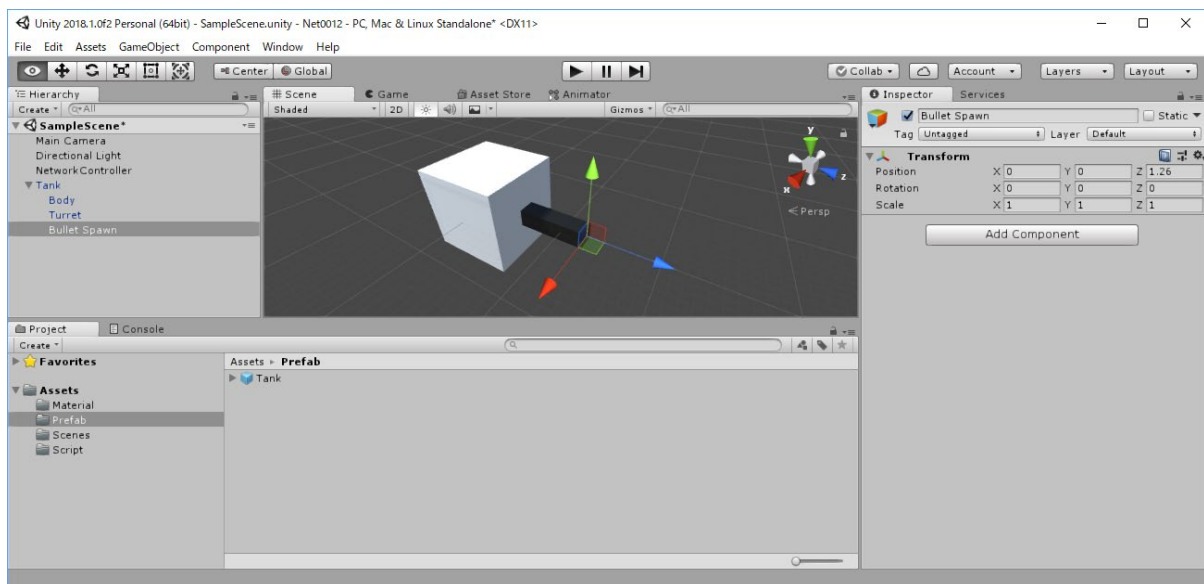 Unity 2018.1.0f2 Personal (64bit) - SampleScene.unity - Net0012 - PC, Mac & Linux Standalone* <DX11>
File Edit Assets GameObject Component Window Help
Center Global
Collab
Account
Layers
Layout
Hierarchy
Create All
SampleScene*
Main Camera
Directional Light
NetworkController
Tank
Body
Turret
Bullet Spawn
Scene Game Asset Store Animator
Shaded 2D Gizmos All
y
x
z
Persp
Inspector Services
Bullet Spawn Static
Tag Untagged Layer Default
Transform
Position X 0 Y 0 Z 1.26
Rotation X 0 Y 0 Z 0
Scale X 1 Y 1 Z 1
Add Component
Project Console
Create
Favorites
Assets
Material
Prefab
Scenes
Script
Assets Prefab
Tank